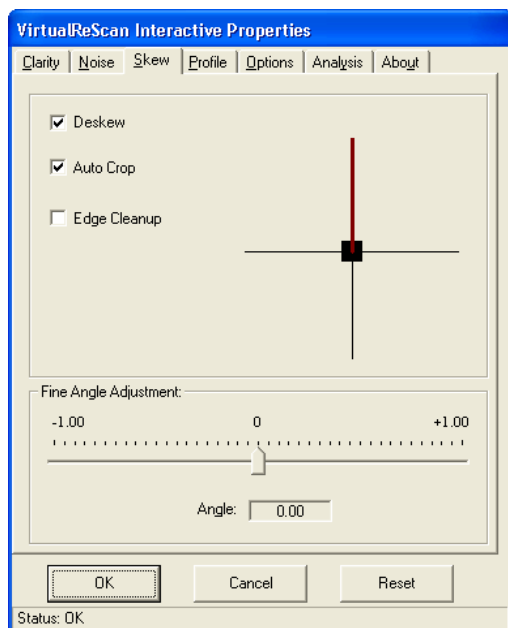 VirtualReScan Interactive Properties
Clarity Noise Skew Profile Options Analysis About
Deskew
Auto Crop
Edge Cleanup
Fine Angle Adjustment:
-1.00 0 +1.00
Angle: 0.00
OK Cancel Reset
Status: OK